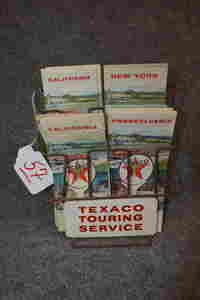 CALIFORNIA
NEW YORK
CALIFORNIA
PENNSYLVANIA
57
TEXACO
TOURING
SERVICE